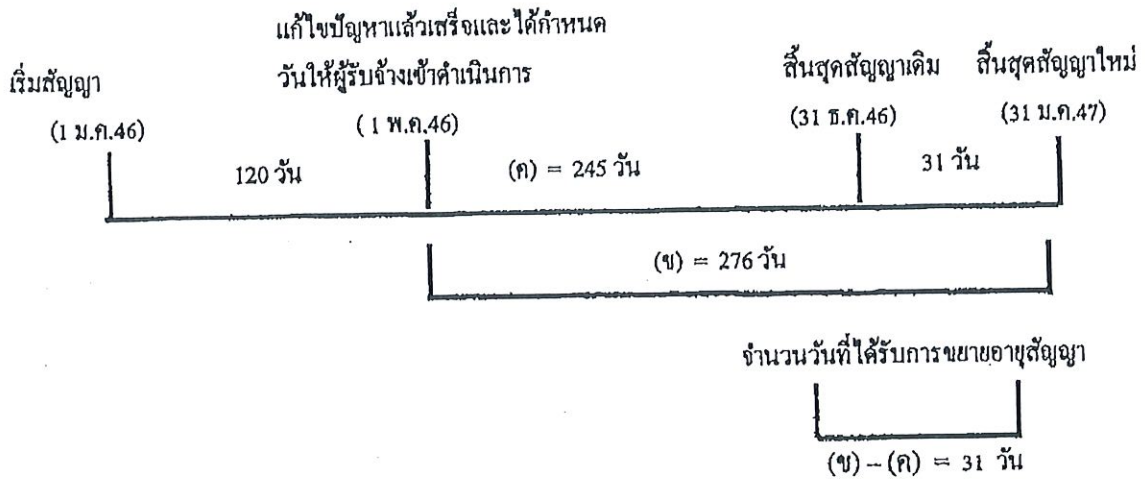 แก้ไขปัญหาแล้วเสร็จและได้กำหนด
วันให้ผู้รับจ้างเข้าดำเนินการ
เริ่มสัญญา
สิ้นสุดสัญญาเดิม
สิ้นสุดสัญญาใหม่
(1 ม.ค.46)
(1 พ.ค.46)
(31 ธ.ค.46)
(31 ม.ค.47)
120 วัน
(ค) = 245 วัน
31 วัน
(ข) = 276 วัน
จำนวนวันที่ได้รับการขยายอายุสัญญา
(ข) – (ค) = 31 วัน